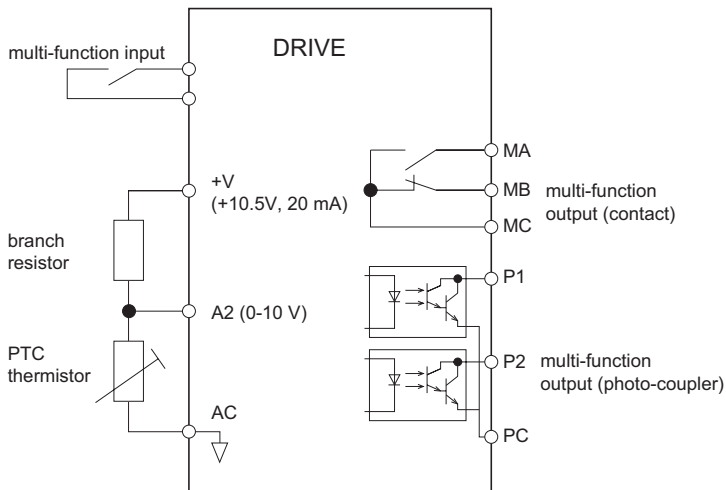 DRIVE
multi-function input
+V
(+10.5V, 20 mA)
branch
resistor
A2 (0-10 V)
PTC
thermistor
AC
MA
MB
MC
multi-function
output (contact)
P1
P2
multi-function
output (photo-coupler)
PC